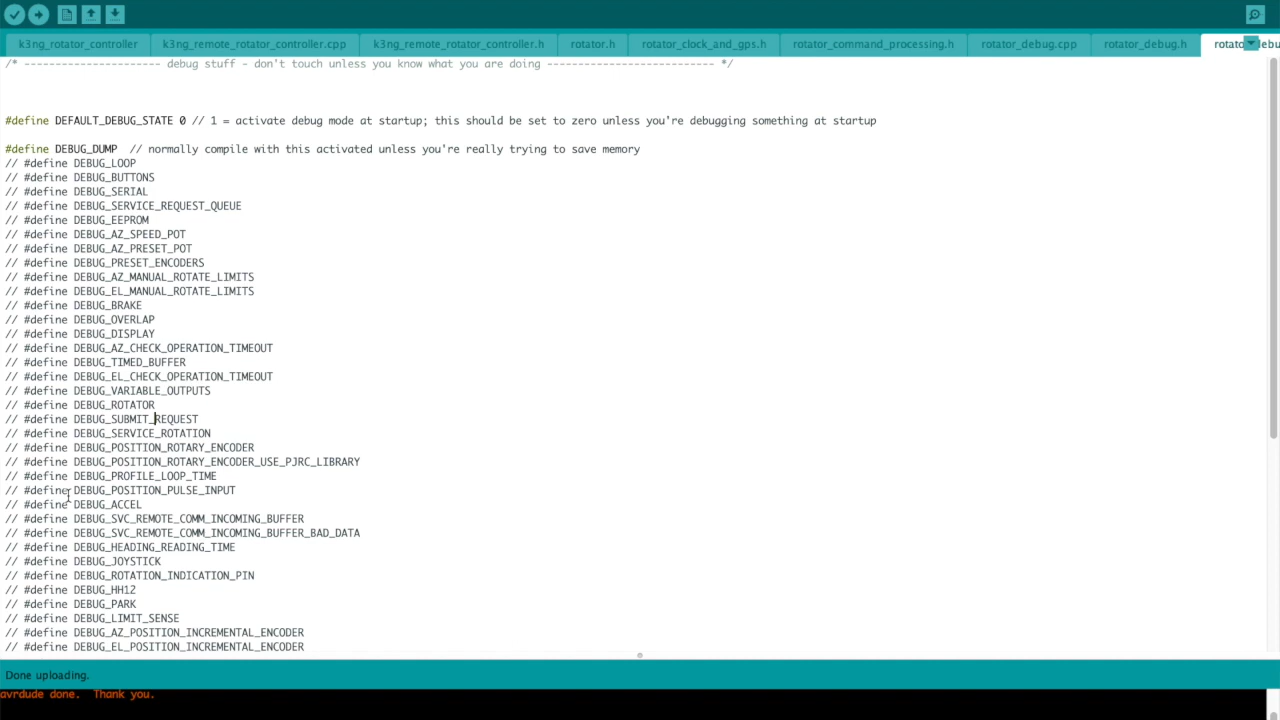 k3ng_rotator_controller
k3ng_remote_rotator_controller.cpp
k3ng_remote_rotator_controller.h
rotator.h
rotator_clock_and_gps.h
rotator_command_processing.h
rotator_debug.cpp
rotator_debug.h
/* ---------------------- debug stuff - don't touch unless you know what you are doing --------------------------- */
#define DEFAULT_DEBUG_STATE 0 // 1 = activate debug mode at startup; this should be set to zero unless you're debugging something at startup
#define DEBUG_DUMP  // normally compile with this activated unless you're really trying to save memory
// #define DEBUG_LOOP
// #define DEBUG_BUTTONS
// #define DEBUG_SERIAL
// #define DEBUG_SERVICE_REQUEST_QUEUE
// #define DEBUG_EEPROM
// #define DEBUG_AZ_SPEED_POT
// #define DEBUG_AZ_PRESET_POT
// #define DEBUG_PRESET_ENCODERS
// #define DEBUG_AZ_MANUAL_ROTATE_LIMITS
// #define DEBUG_EL_MANUAL_ROTATE_LIMITS
// #define DEBUG_BRAKE
// #define DEBUG_OVERLAP
// #define DEBUG_DISPLAY
// #define DEBUG_AZ_CHECK_OPERATION_TIMEOUT
// #define DEBUG_TIMED_BUFFER
// #define DEBUG_EL_CHECK_OPERATION_TIMEOUT
// #define DEBUG_VARIABLE_OUTPUTS
// #define DEBUG_ROTATOR
// #define DEBUG_SUBMIT_REQUEST
// #define DEBUG_SERVICE_ROTATION
// #define DEBUG_POSITION_ROTARY_ENCODER
// #define DEBUG_POSITION_ROTARY_ENCODER_USE_PJRC_LIBRARY
// #define DEBUG_PROFILE_LOOP_TIME
// #define DEBUG_POSITION_PULSE_INPUT
// #define DEBUG_ACCEL
// #define DEBUG_SVC_REMOTE_COMM_INCOMING_BUFFER
// #define DEBUG_SVC_REMOTE_COMM_INCOMING_BUFFER_BAD_DATA
// #define DEBUG_HEADING_READING_TIME
// #define DEBUG_JOYSTICK
// #define DEBUG_ROTATION_INDICATION_PIN
// #define DEBUG_HH12
// #define DEBUG_PARK
// #define DEBUG_LIMIT_SENSE
// #define DEBUG_AZ_POSITION_INCREMENTAL_ENCODER
// #define DEBUG_EL_POSITION_INCREMENTAL_ENCODER
Done uploading.
avrdude done.  Thank you.